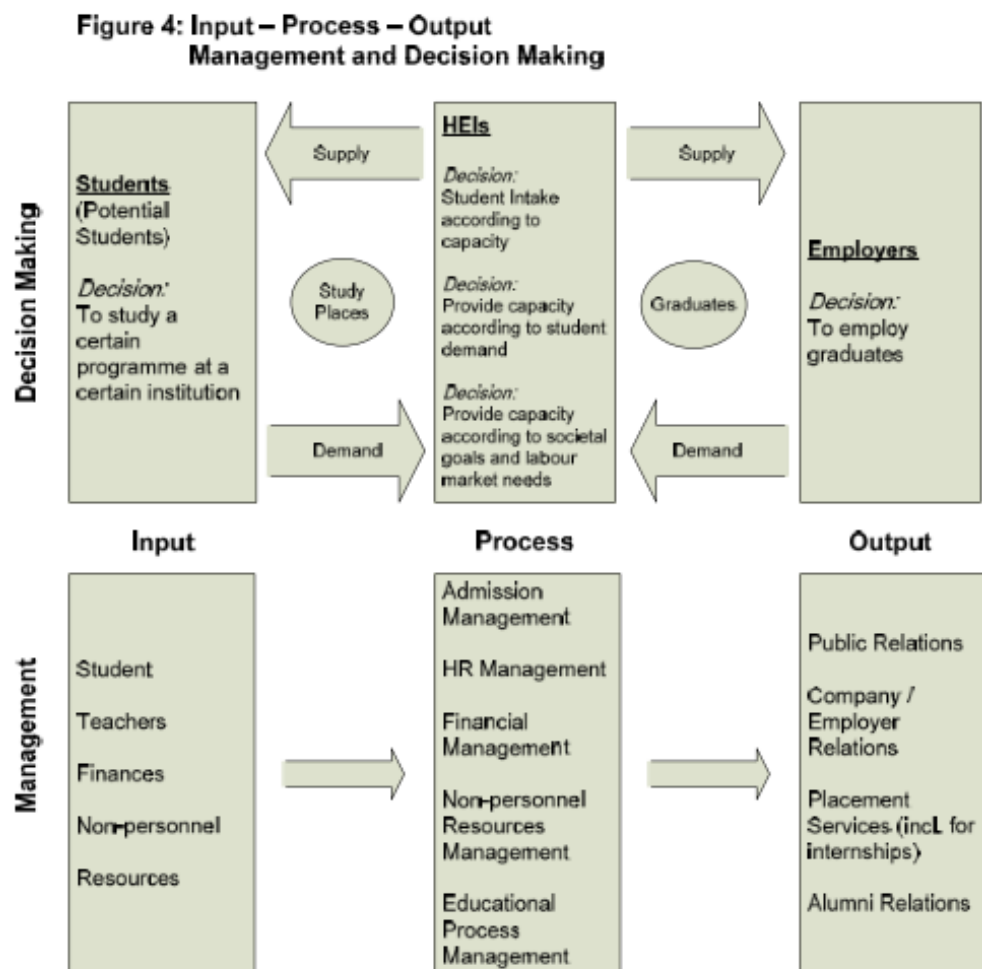 Figure 4: Input – Process – Output
Management and Decision Making
Decision Making
Students
(Potential
Students)
Decision:
To study a
certain
programme at a
certain institution
Supply
Study
Places
Demand
HEIs
Decision:
Student Intake
according to
capacity
Decision:
Provide capacity
according to student
demand
Decision:
Provide capacity
according to societal
goals and labour
market needs
Supply
Graduates
Demand
Employers
Decision:
To employ
graduates
Input
Process
Output
Management
Student
Teachers
Finances
Non-personnel
Resources
Admission
Management
HR Management
Financial
Management
Non-personnel
Resources
Management
Educational
Process
Management
Public Relations
Company /
Employer
Relations
Placement
Services (incl. for
internships)
Alumni Relations